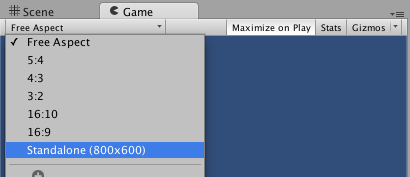 Scene Game
Free Aspect Maximize on Play Stats Gizmos
Free Aspect
5:4
4:3
3:2
16:10
16:9
Standalone (800x600)